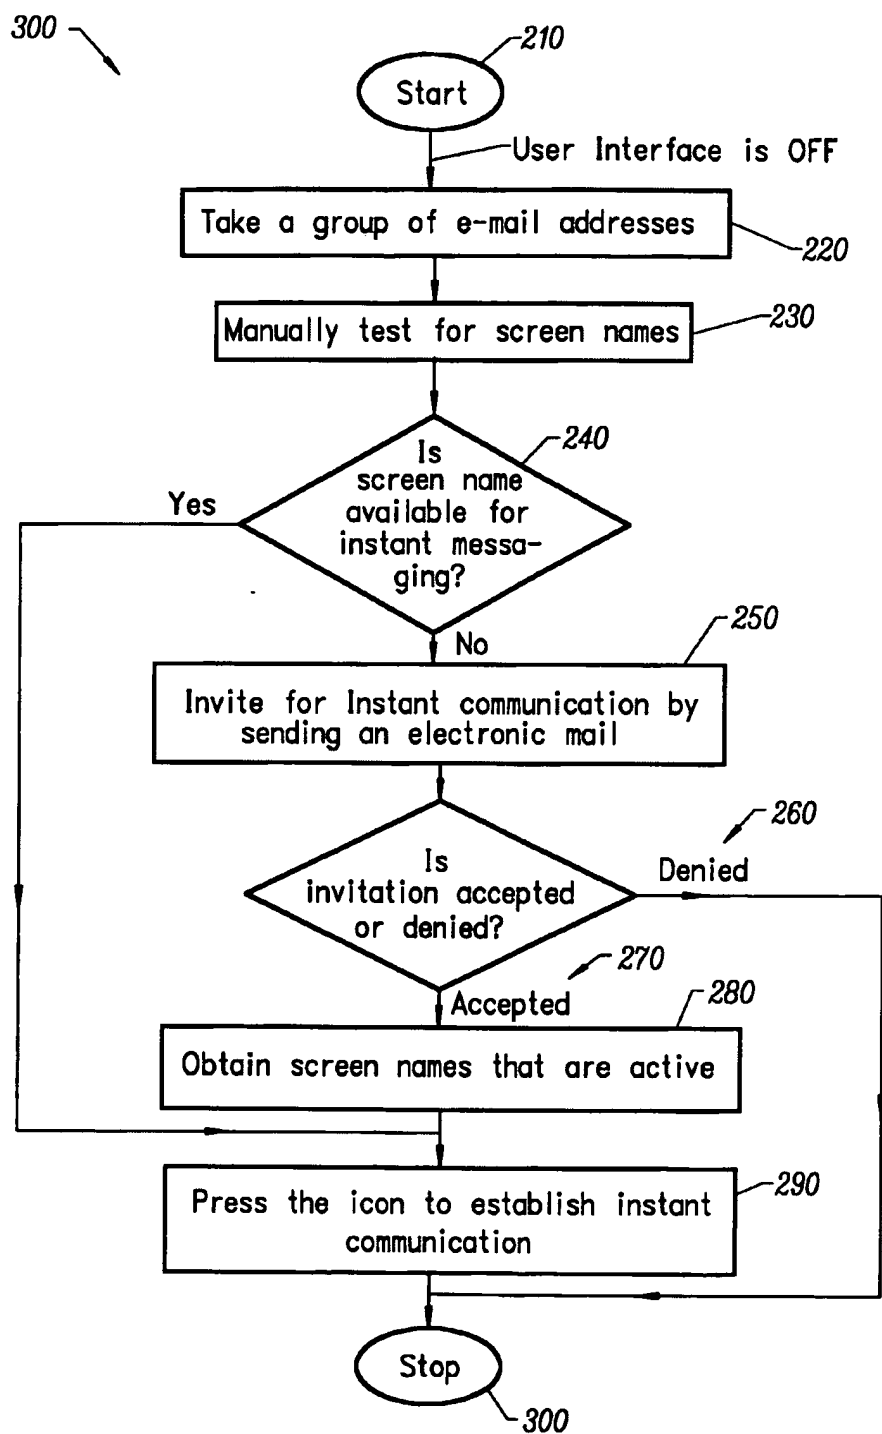 300
210
Start
User Interface is OFF
Take a group of e-mail addresses
220
Manually test for screen names
230
240
Is
screen name
available for
instant messa-
ging?
Yes
No
250
Invite for Instant communication by
sending an electronic mail
260
Denied
Is
invitation accepted
or denied?
270
Accepted
280
Obtain screen names that are active
290
Press the icon to establish instant
communication
Stop
300